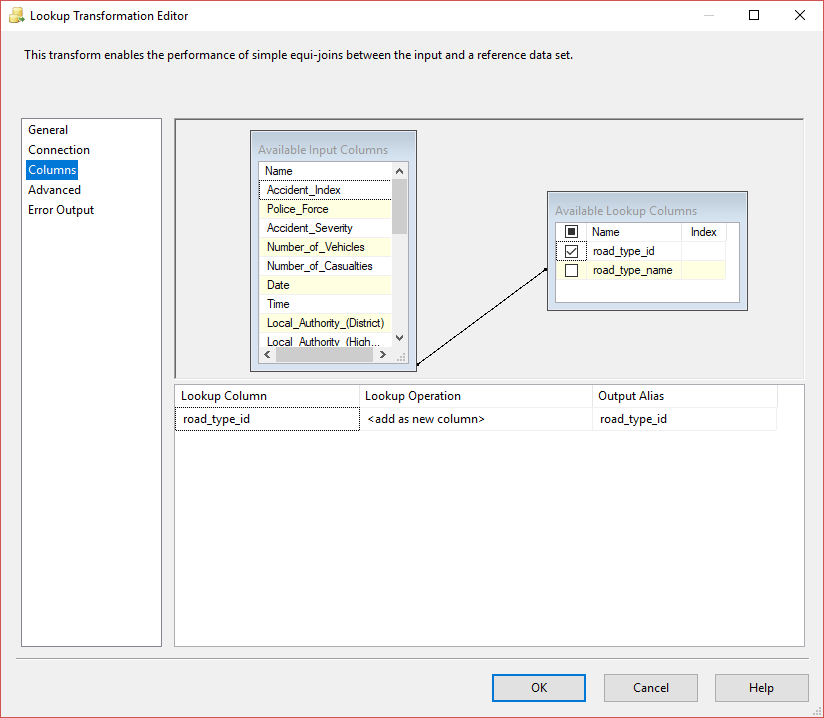 Lookup Transformation Editor
This transform enables the performance of simple equi-joins between the input and a reference data set.
General
Connection
Columns
Advanced
Error Output
Available Input Columns
Name
Accident_Index
Police_Force
Accident_Severity
Number_of_Vehicles
Number_of_Casualties
Date
Time
Local_Authority_(District)
Local_Authority_(High...
Available Lookup Columns
Name Index
road_type_id
road_type_name
Lookup Column Lookup Operation Output Alias
road_type_id <add as new column> road_type_id
OK Cancel Help